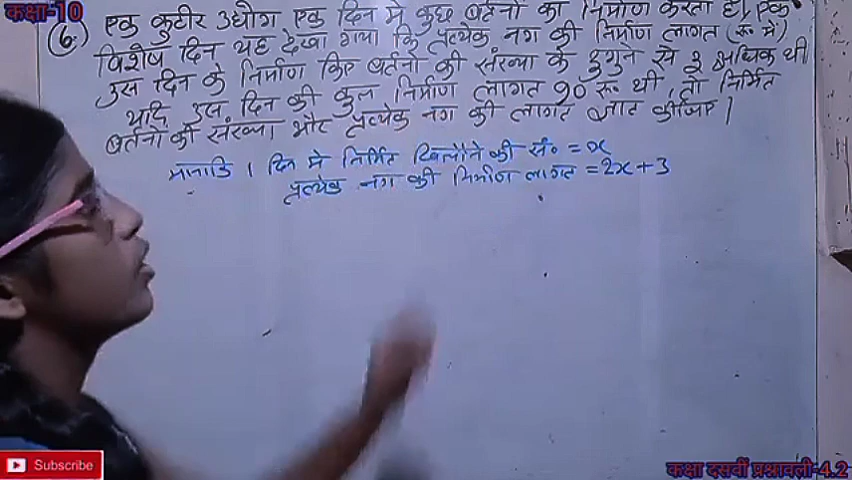 कक्षा-10
(6.) एक कुटीर उधौग एक दिन मे कुछ बर्तनो का निर्माण करता है। एक
विशेष दिन यह देखा गया कि प्रत्येक नग की निर्माण लागत (रू॰ मे)
उस दिन के निर्माण किए बर्तनो की संख्या के दुगुने से 3 अधिक थी
यदि उस दिन की कुल निर्माण लागत 90 रू॰ थी, तो निर्मित
बर्तनो की संख्या और प्रत्येक नग की लागत ज्ञात कीजिए।
मानाकि 1 दिन मे निर्मित खिलौने की सं॰ = x
प्रत्येक नग की निर्माण लागत = 2x + 3
Subscribe
कक्षा दसवीं प्रश्नावली-4.2